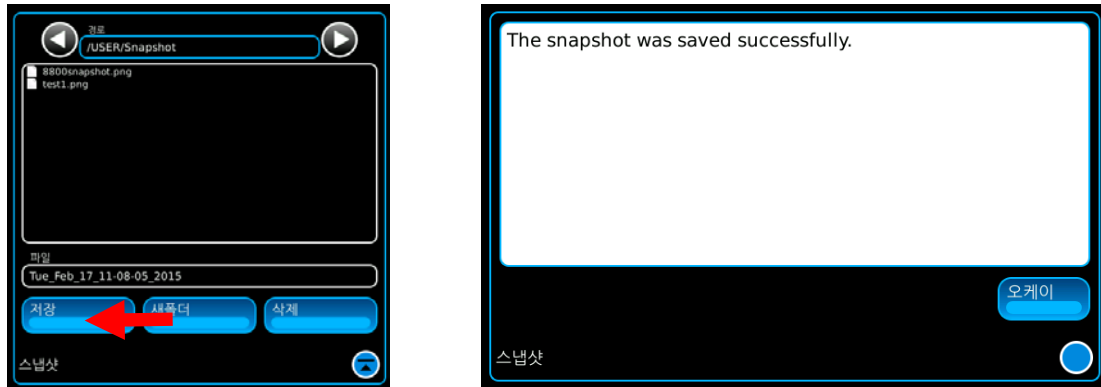 경로
/USER/Snapshot
8800snapshot.png
test1.png
파일
Tue_Feb_17_11-08-05_2015
저장
새폴더
삭제
스냅샷
The snapshot was saved successfully.
오케이
스냅샷